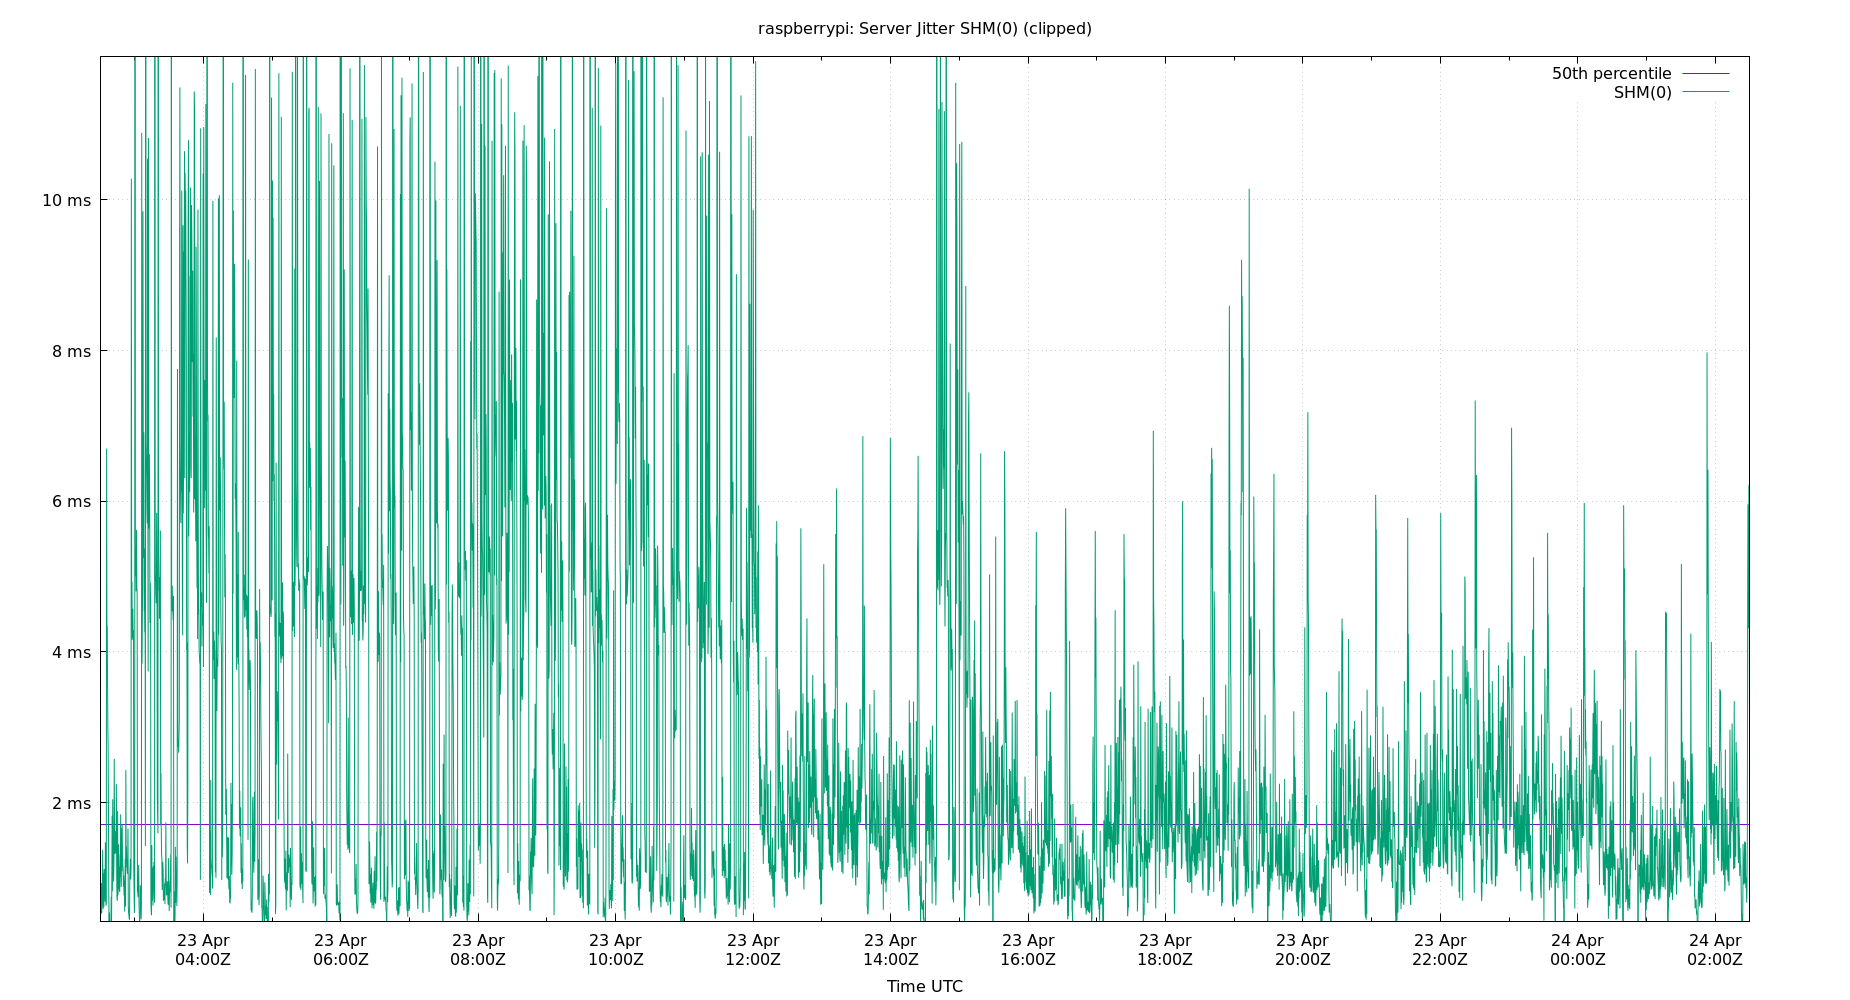 raspberrypi: Server Jitter SHM(0) (clipped)
50th percentile
SHM(0)
10 ms
8 ms
6 ms
4 ms
2 ms
23 Apr 23 Apr 23 Apr 23 Apr 23 Apr 23 Apr 23 Apr 23 Apr 23 Apr 23 Apr 24 Apr 24 Apr
04:00Z 06:00Z 08:00Z 10:00Z 12:00Z 14:00Z 16:00Z 18:00Z 20:00Z 22:00Z 00:00Z 02:00Z
Time UTC